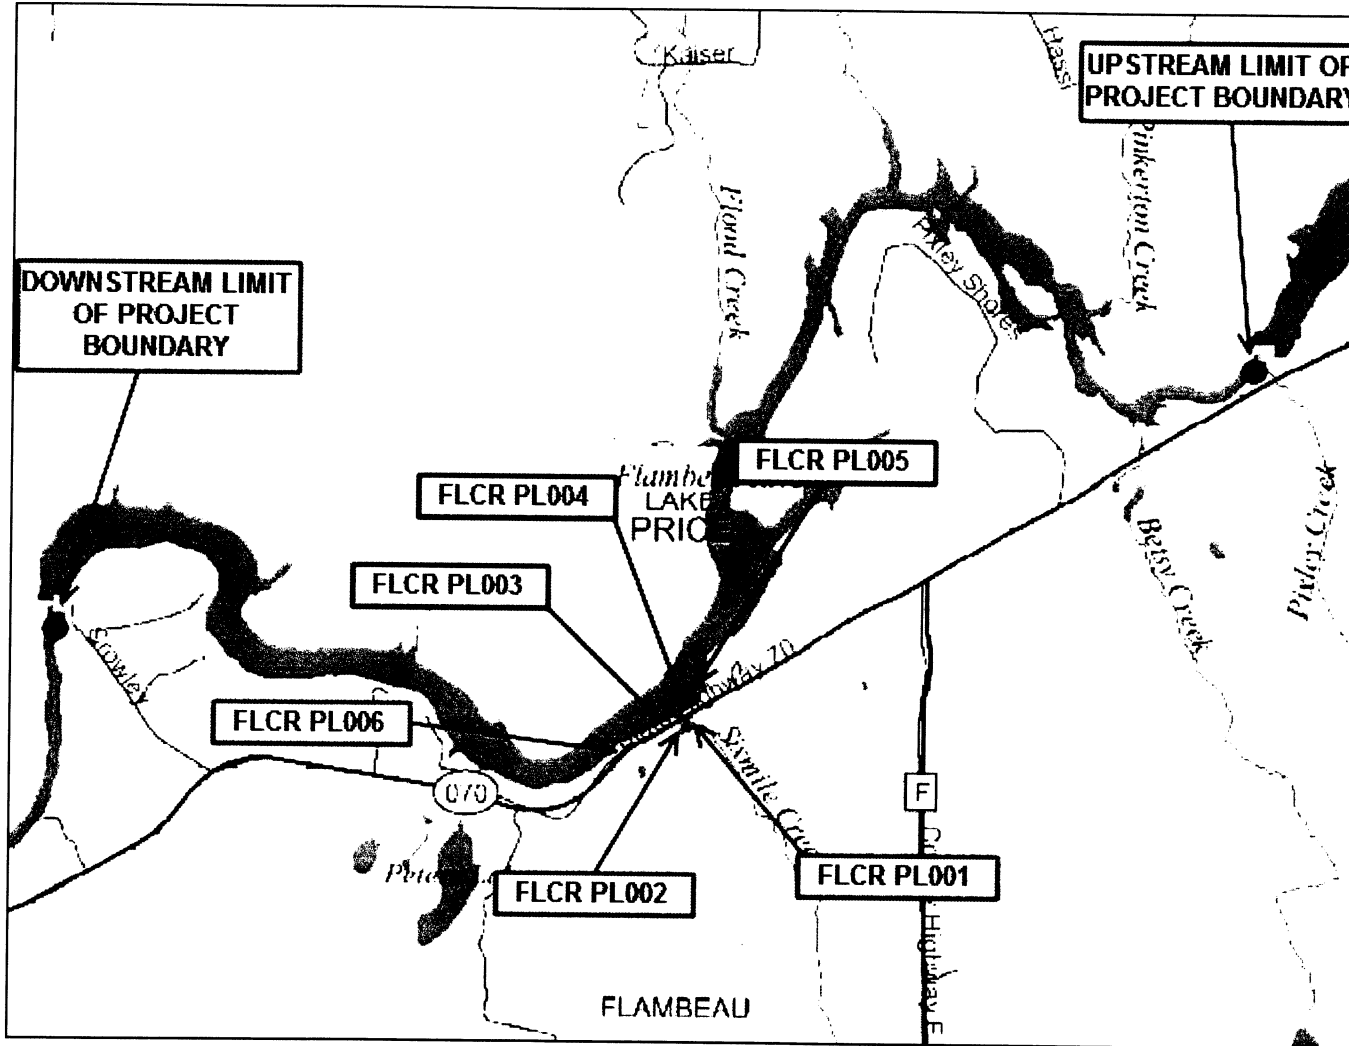 Kaiser
Hassi
UPSTREAM LIMIT OF
PROJECT BOUNDARY
Pinkerton Creek
Flood Creek
Pixley Shores
DOWNSTREAM LIMIT
OF PROJECT
BOUNDARY
FLCR PL005
FLCR PL004
LAKE
PRICE
Betsy Creek
Pixley Creek
FLCR PL003
Crowley
FLCR PL006
Sixmile
070
F
FLCR PL002
FLCR PL001
Highway F
FLAMBEAU